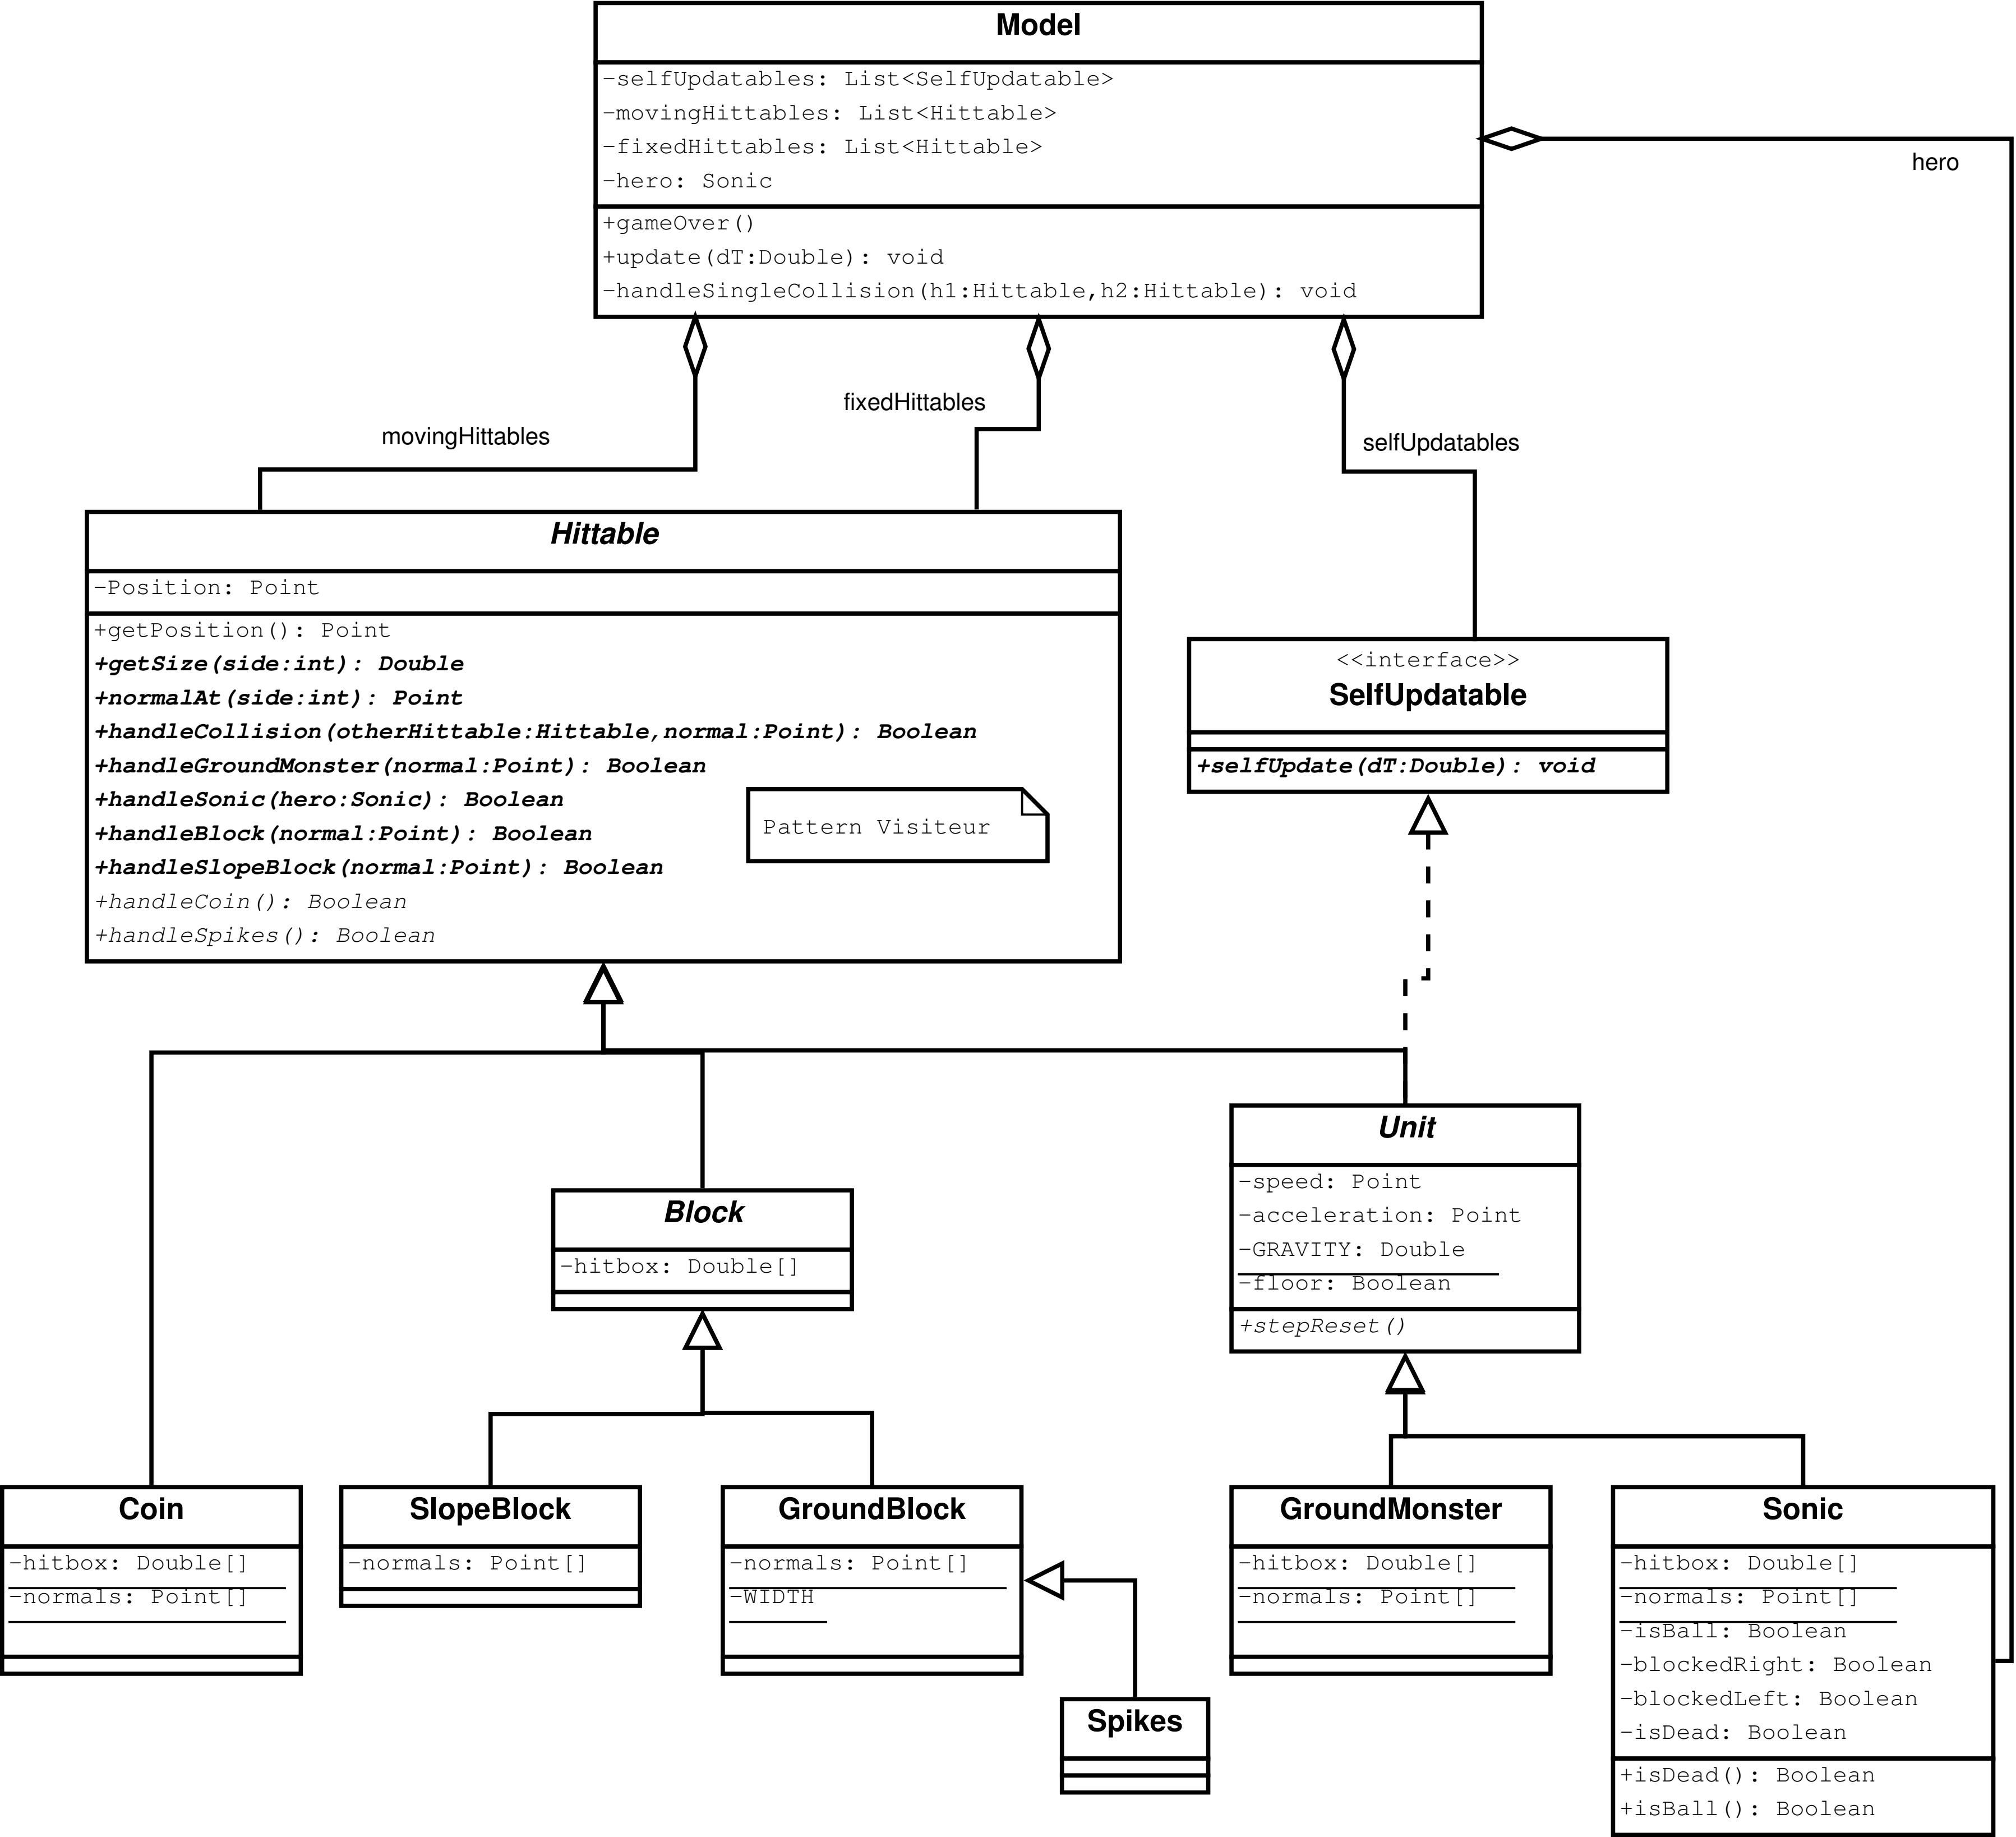 Model
-selfUpdatables: List<SelfUpdatable>
-movingHittables: List<Hittable>
-fixedHittables: List<Hittable>
-hero: Sonic
+gameOver()
+update(dT:Double): void
-handleSingleCollision(h1:Hittable,h2:Hittable): void
hero
movingHittables
fixedHittables
selfUpdatables
Hittable
-Position: Point
+getPosition(): Point
+getSize(side:int): Double
+normalAt(side:int): Point
+handleCollision(otherHittable:Hittable,normal:Point): Boolean
+handleGroundMonster(normal:Point): Boolean
+handleSonic(hero:Sonic): Boolean
+handleBlock(normal:Point): Boolean
+handleSlopeBlock(normal:Point): Boolean
+handleCoin(): Boolean
+handleSpikes(): Boolean
Pattern Visiteur
<<interface>>
SelfUpdatable
+selfUpdate(dT:Double): void
Unit
-speed: Point
-acceleration: Point
-GRAVITY: Double
-floor: Boolean
+stepReset()
Block
-hitbox: Double[]
Coin
-hitbox: Double[]
-normals: Point[]
SlopeBlock
-normals: Point[]
GroundBlock
-normals: Point[]
-WIDTH
Spikes
GroundMonster
-hitbox: Double[]
-normals: Point[]
Sonic
-hitbox: Double[]
-normals: Point[]
-isBall: Boolean
-blockedRight: Boolean
-blockedLeft: Boolean
-isDead: Boolean
+isDead(): Boolean
+isBall(): Boolean